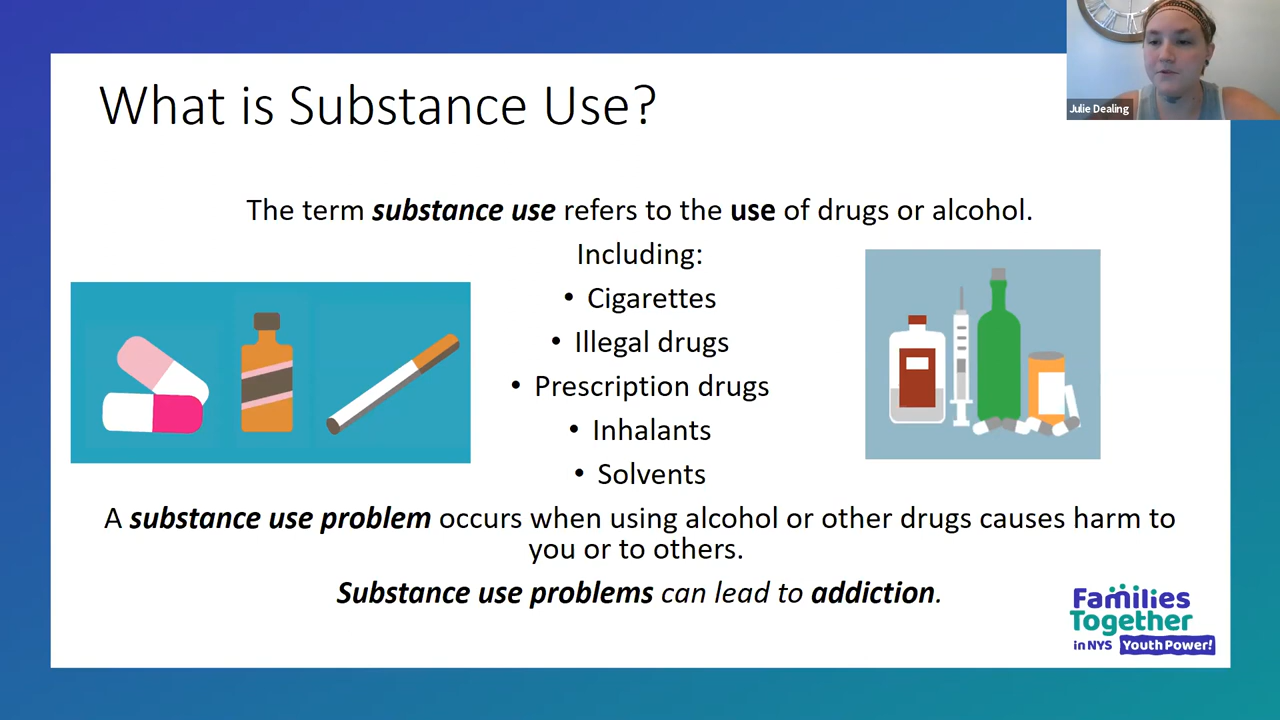 What is Substance Use?
Julie Dealing
The term substance use refers to the use of drugs or alcohol.
Including:
• Cigarettes
• Illegal drugs
• Prescription drugs
• Inhalants
• Solvents
A substance use problem occurs when using alcohol or other drugs causes harm to
you or to others.
Substance use problems can lead to addiction.
Families
Together
in NYS Youth Power!